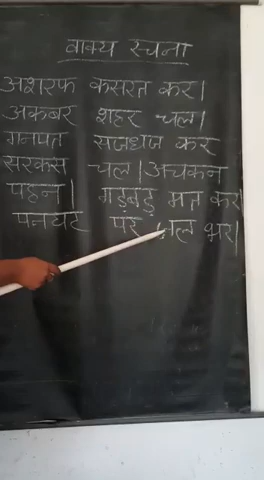 वाक्य रचना
अशरफ कसरत कर।
अकबर शहर चल।
गनपत सजधज कर
सरकस चल। अचकन
पहन। गड़बड़ मत कर।
पनघट पर जल भर।